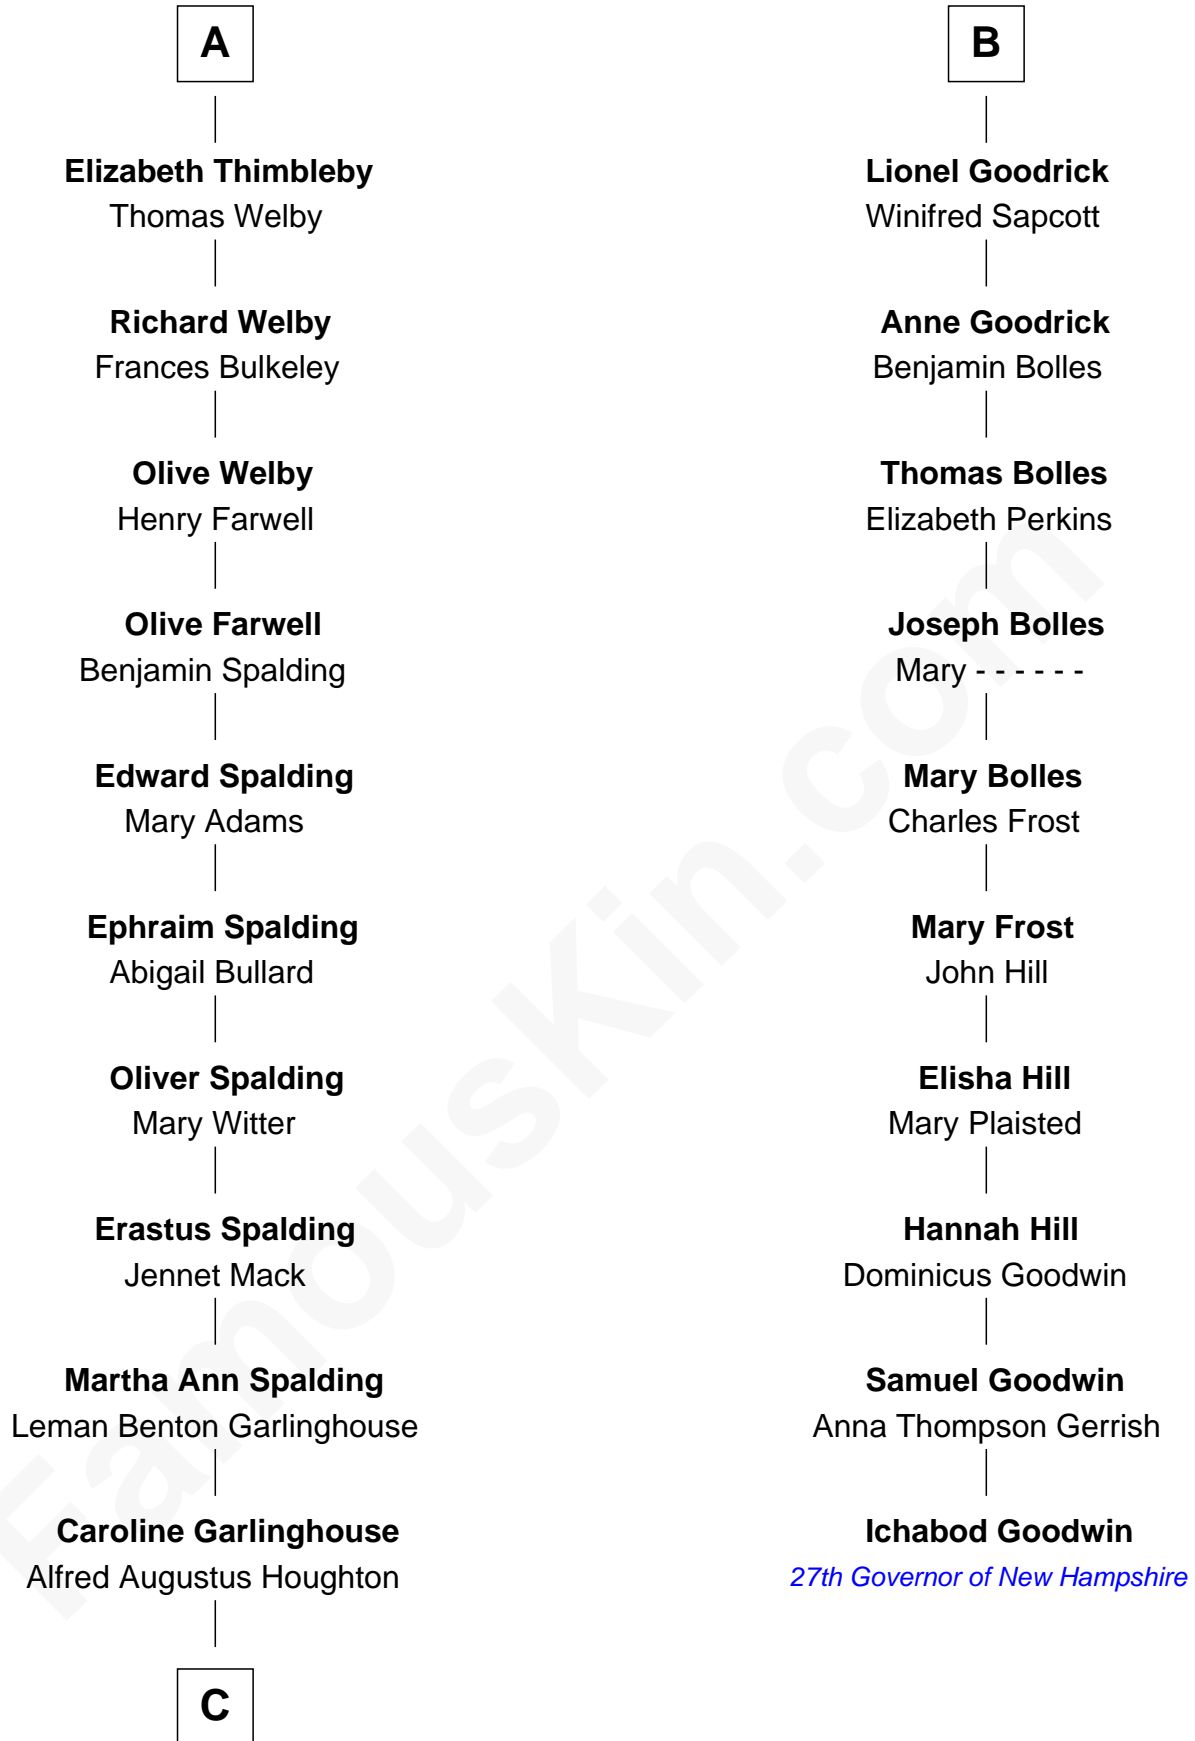 A
Elizabeth Thimbleby
Thomas Welby
Richard Welby
Frances Bulkeley
Olive Welby
Henry Farwell
Olive Farwell
Benjamin Spalding
Edward Spalding
Mary Adams
Ephraim Spalding
Abigail Bullard
Oliver Spalding
Mary Witter
Erastus Spalding
Jennet Mack
Martha Ann Spalding
Leman Benton Garlinghouse
Caroline Garlinghouse
Alfred Augustus Houghton
C
B
Lionel Goodrick
Winifred Sapcott
Anne Goodrick
Benjamin Bolles
Thomas Bolles
Elizabeth Perkins
Joseph Bolles
Mary - - - - - -
Mary Bolles
Charles Frost
Mary Frost
John Hill
Elisha Hill
Mary Plaisted
Hannah Hill
Dominicus Goodwin
Samuel Goodwin
Anna Thompson Gerrish
Ichabod Goodwin
27th Governor of New Hampshire
FamousKin.com